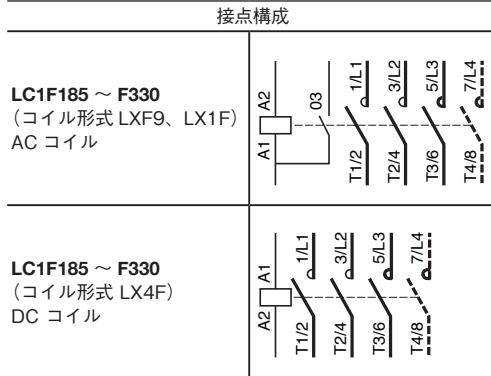 接点構成
LC1F185 ～ F330
（コイル形式 LXF9、LX1F）
AC コイル
A1
A2
03
1/L1
3/L2
5/L3
7/L4
T1/2
T2/4
T3/6
T4/8
LC1F185 ～ F330
（コイル形式 LX4F）
DC コイル
A2
A1
1/L1
3/L2
5/L3
7/L4
T1/2
T2/4
T3/6
T4/8